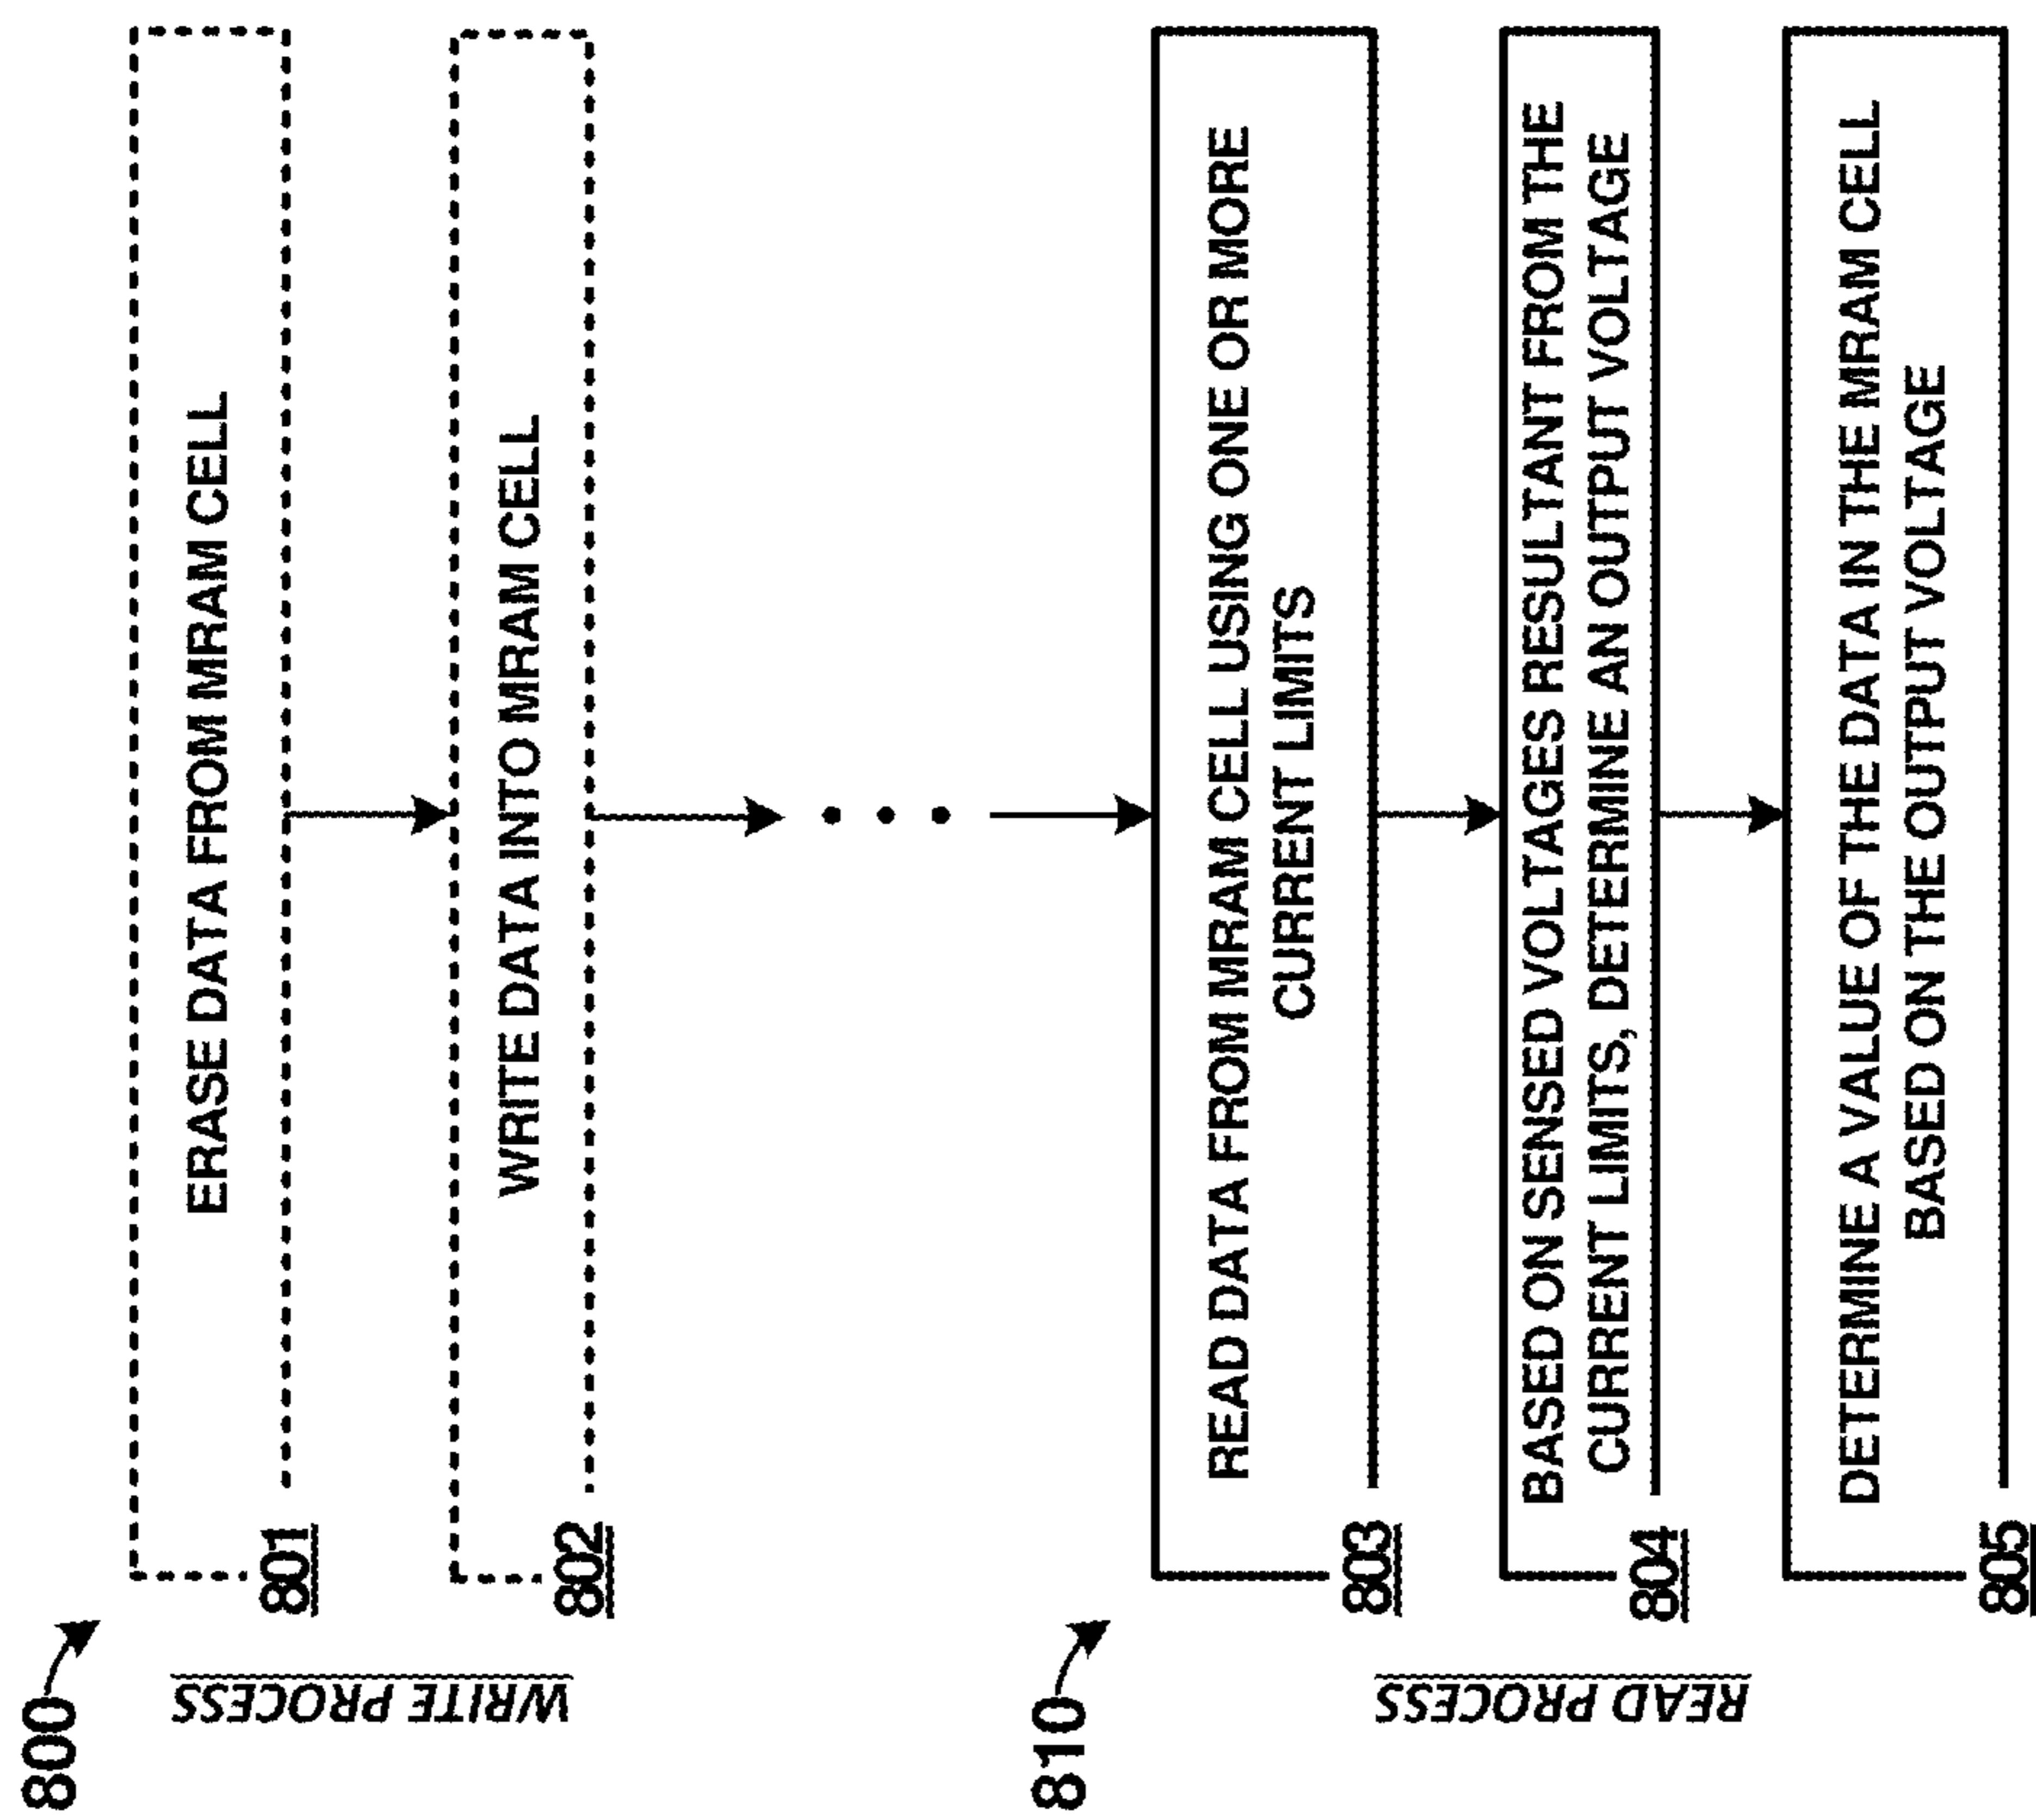 800
WRITE PROCESS
ERASE DATA FROM MRAM CELL
801
WRITE DATA INTO MRAM CELL
802
810
READ PROCESS
READ DATA FROM MRAM CELL USING ONE OR MORE
CURRENT LIMITS
803
BASED ON SENSED VOLTAGES RESULTANT FROM THE
CURRENT LIMITS, DETERMINE AN OUTPUT VOLTAGE
804
DETERMINE A VALUE OF THE DATA IN THE MRAM CELL
BASED ON THE OUTPUT VOLTAGE
805